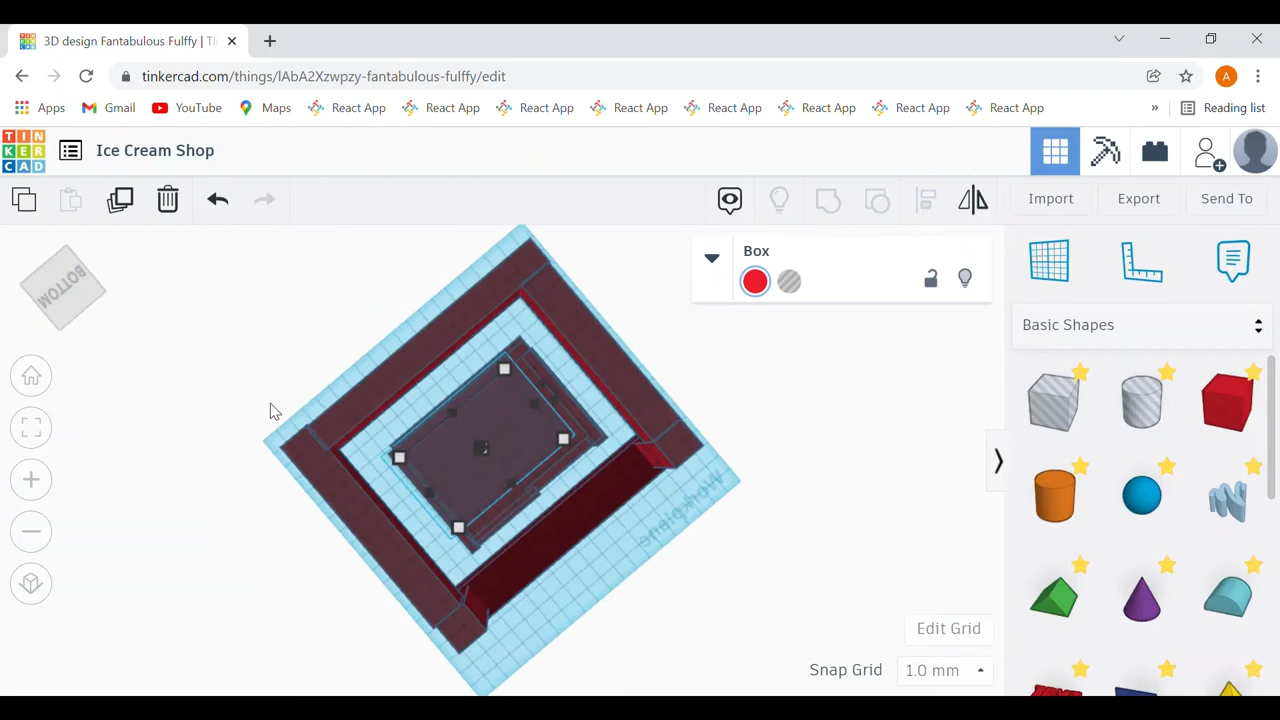 3D design Fantabulous Fulffy | Ti
tinkercad.com/things/lAbA2Xzwpzy-fantabulous-fulffy/edit
A
Apps Gmail YouTube Maps React App React App React App React App React App React App React App React App » Reading list
TIN
KER
CAD
Ice Cream Shop
Import Export Send To
BOTTOM
Box
Basic Shapes
Workplane
Edit Grid
Snap Grid 1.0 mm